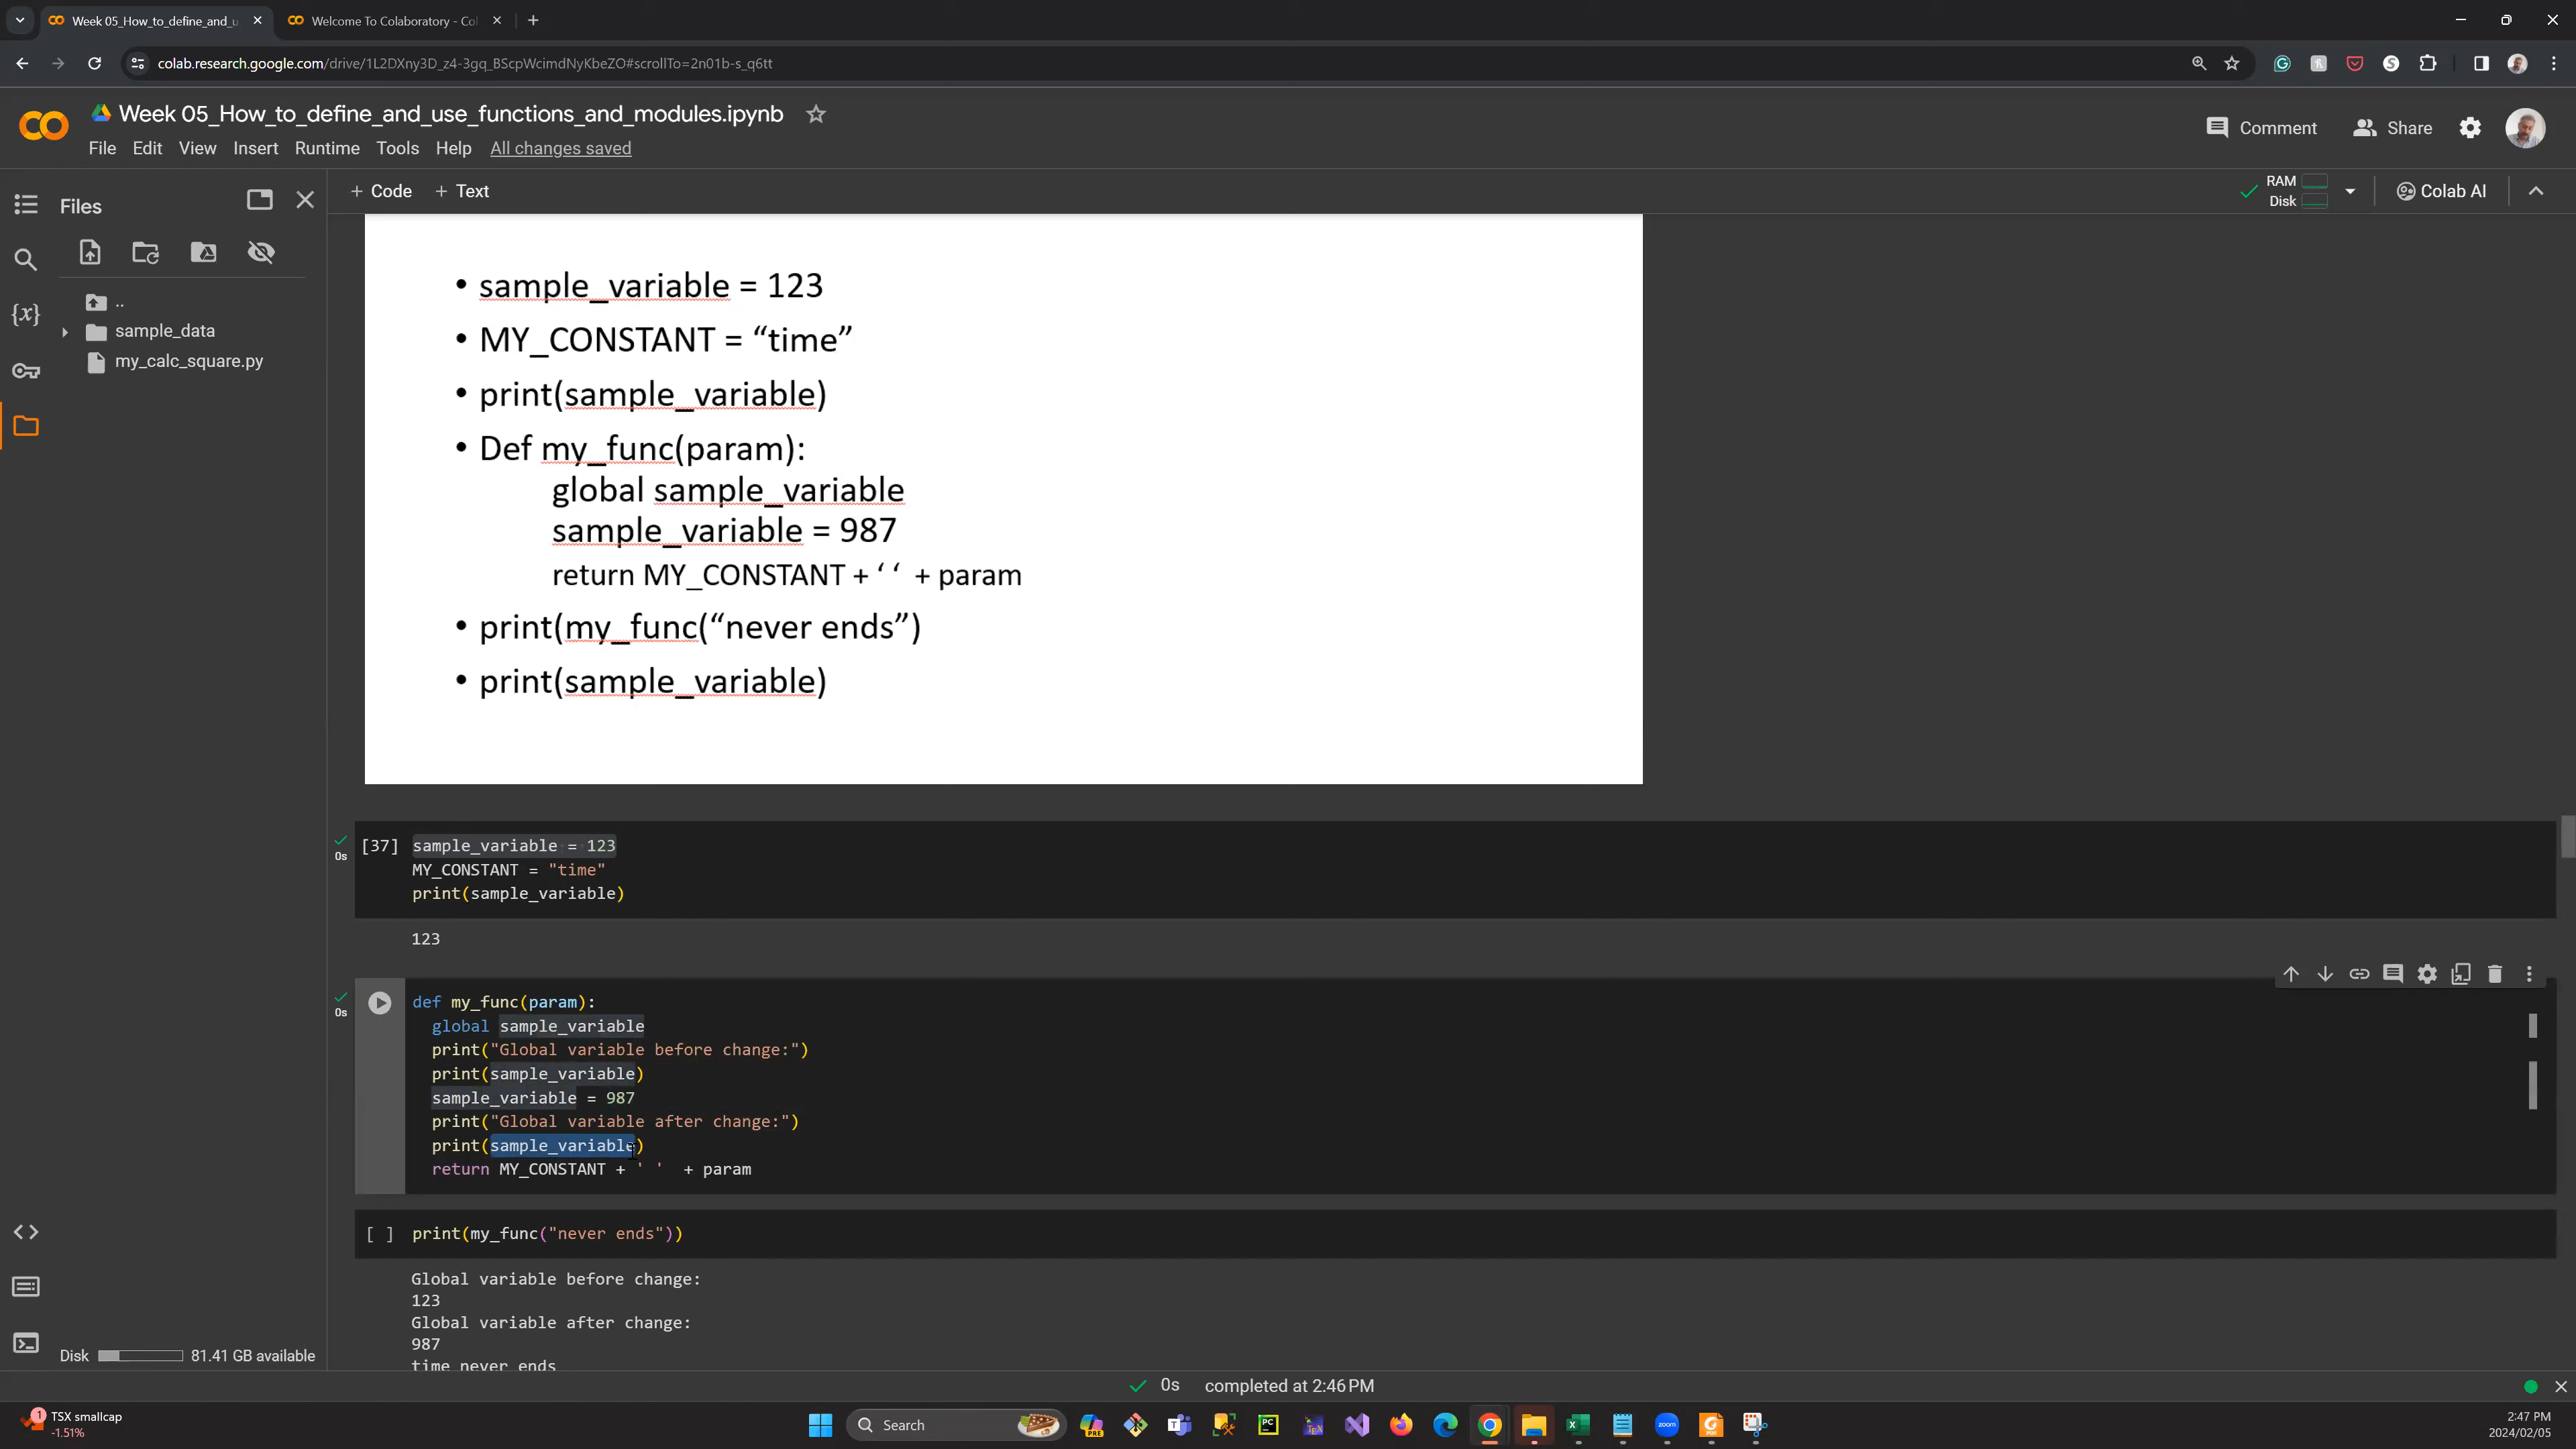 Week 05_How_to_define_and_u
Welcome To Colaboratory - Co
colab.research.google.com/drive/1L2DXny3D_z4-3gq_BScpWcimdNyKbeZO#scrollTo=2n01b-s_q6tt
Week 05_How_to_define_and_use_functions_and_modules.ipynb
Comment
Share
File Edit View Insert Runtime Tools Help All changes saved
Files
+ Code + Text
RAM
Disk
Colab AI
..
sample_data
my_calc_square.py
• sample_variable = 123
• MY_CONSTANT = “time”
• print(sample_variable)
• Def my_func(param):
global sample_variable
sample_variable = 987
return MY_CONSTANT + ‘ ‘ + param
• print(my_func(“never ends”)
• print(sample_variable)
0s
[37] sample_variable = 123
MY_CONSTANT = "time"
print(sample_variable)
123
0s
def my_func(param):
global sample_variable
print("Global variable before change:")
print(sample_variable)
sample_variable = 987
print("Global variable after change:")
print(sample_variable)
return MY_CONSTANT + ' ' + param
[ ] print(my_func("never ends"))
Global variable before change:
123
Global variable after change:
987
time never ends
Disk 81.41 GB available
0s completed at 2:46 PM
1
TSX smallcap
-1.51%
Search
PRE
2:47 PM
2024/02/05